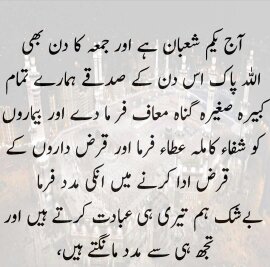 آج یکم شعبان ہے اور جمعہ کا دن بھی
اللہ پاک اس دن کے صدقے ہمارے تمام
کبیرہ صغیرہ گناہ معاف فرما دے اور بیماروں
کو شفاء کاملہ عطاء فرما اور قرض داروں کے
قرض ادا کرنے میں انکی مدد فرما
بےشک ہم تیری ہی عبادت کرتے ہیں اور
تجھ ہی سے مدد مانگتے ہیں،